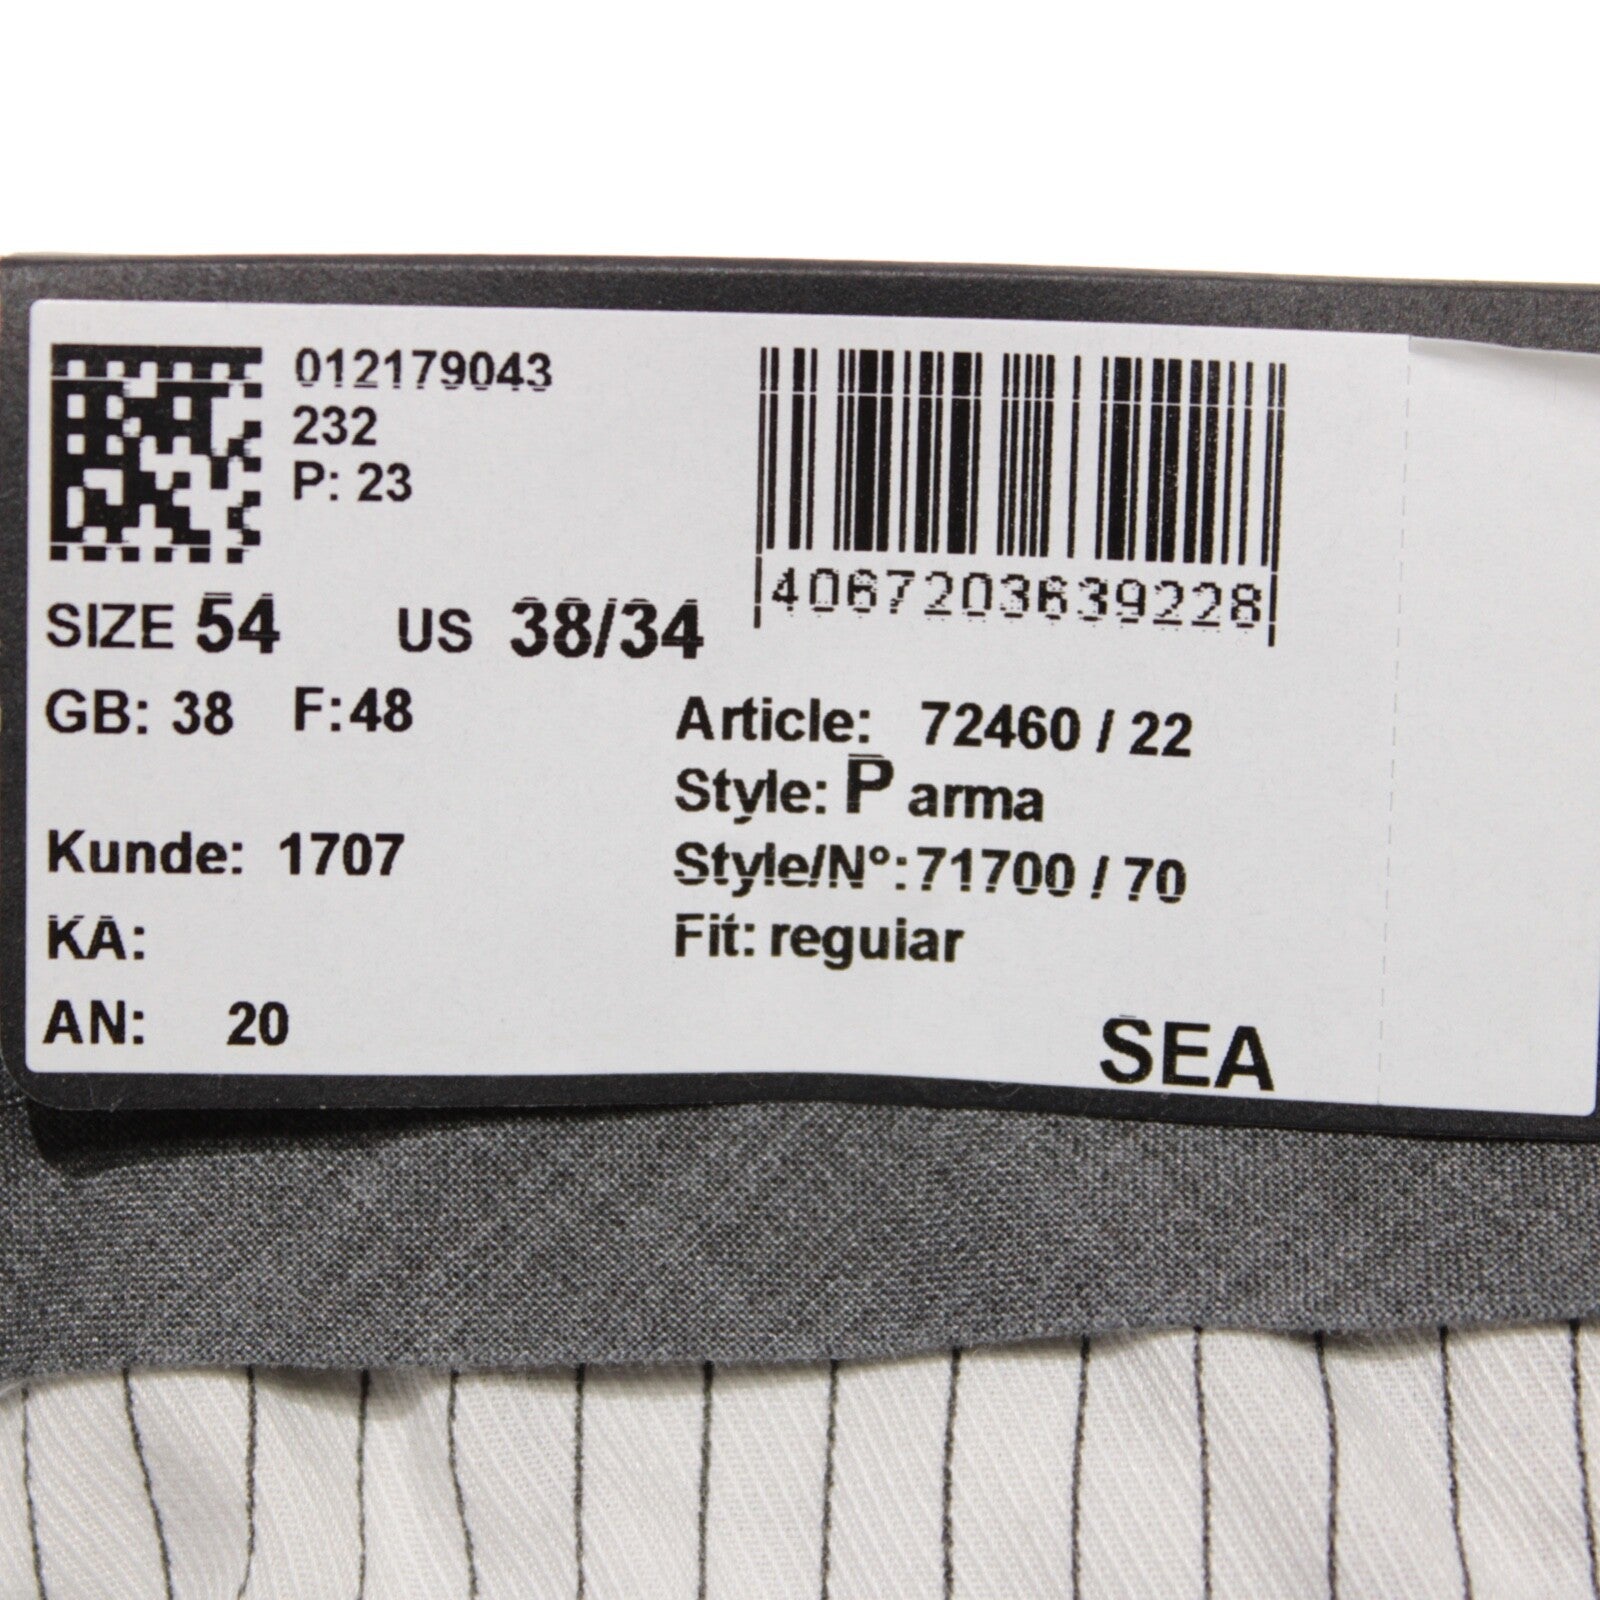 012179043
232
P: 23
4067203639228
SIZE 54 US 38/34
GB: 38 F:48
Article: 72460 / 22
Style: P arma
Kunde: 1707
Style/N°:71700 / 70
KA:
Fit: regular
AN: 20
SEA